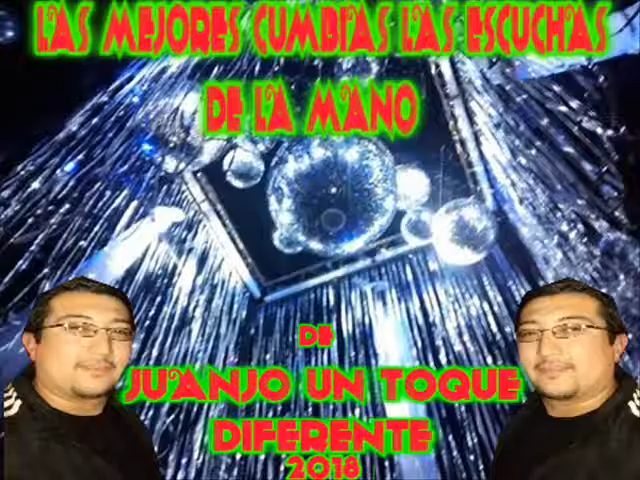 LAS MEJORES CUMBIAS LAS ESCUCHAS
DE LA MANO
DE
JUANJO UN TOQUE
DIFERENTE
2018